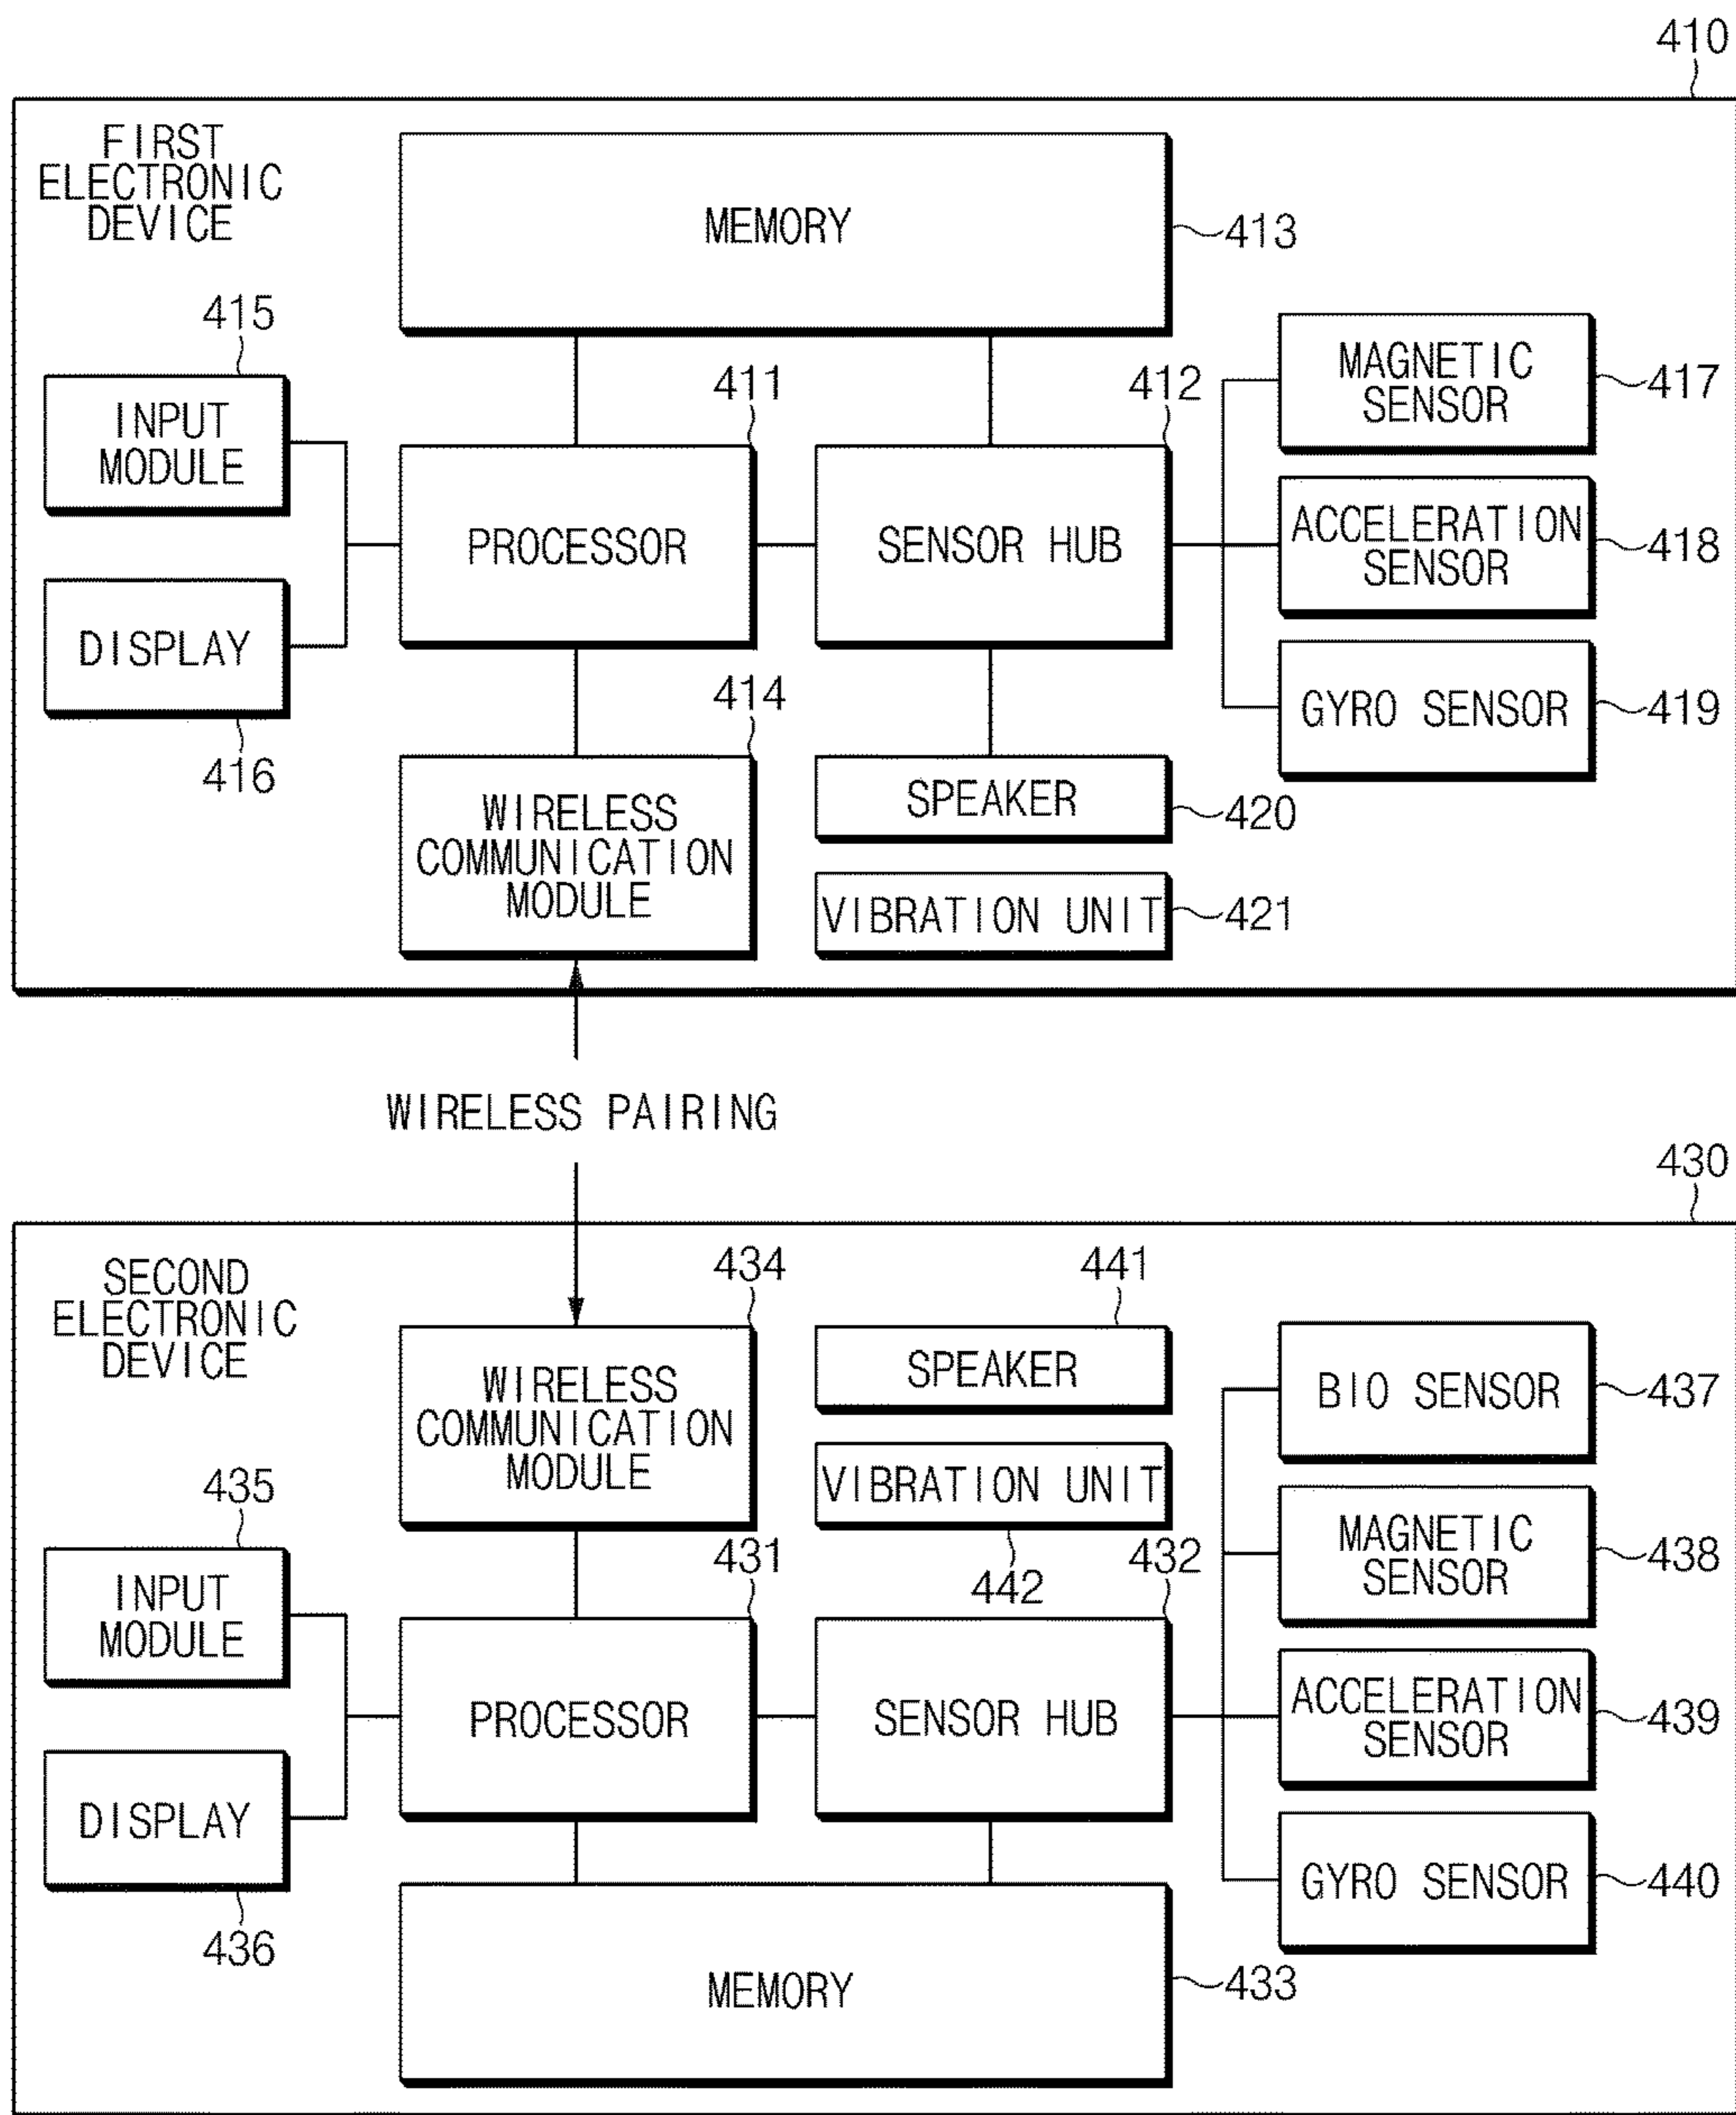 410
FIRST
ELECTRONIC
DEVICE
MEMORY
413
415
INPUT
MODULE
411
412
MAGNETIC
SENSOR
417
PROCESSOR
SENSOR HUB
ACCELERATION
SENSOR
418
DISPLAY
416
414
GYRO SENSOR
419
WIRELESS
COMMUNICATION
MODULE
SPEAKER
420
VIBRATION UNIT
421
WIRELESS PAIRING
430
SECOND
ELECTRONIC
DEVICE
434
441
WIRELESS
COMMUNICATION
MODULE
SPEAKER
BIO SENSOR
437
VIBRATION UNIT
442
435
INPUT
MODULE
431
432
MAGNETIC
SENSOR
438
PROCESSOR
SENSOR HUB
ACCELERATION
SENSOR
439
DISPLAY
436
GYRO SENSOR
440
MEMORY
433